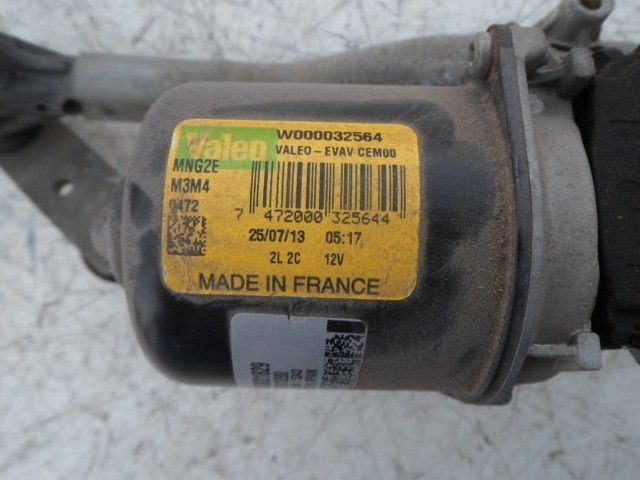 Valeo
W000032564
VALEO-EVAV CEM00
MNG2E
M3M4
0472
7 472000 325644
25/07/13 05:17
2L 2C 12V
MADE IN FRANCE